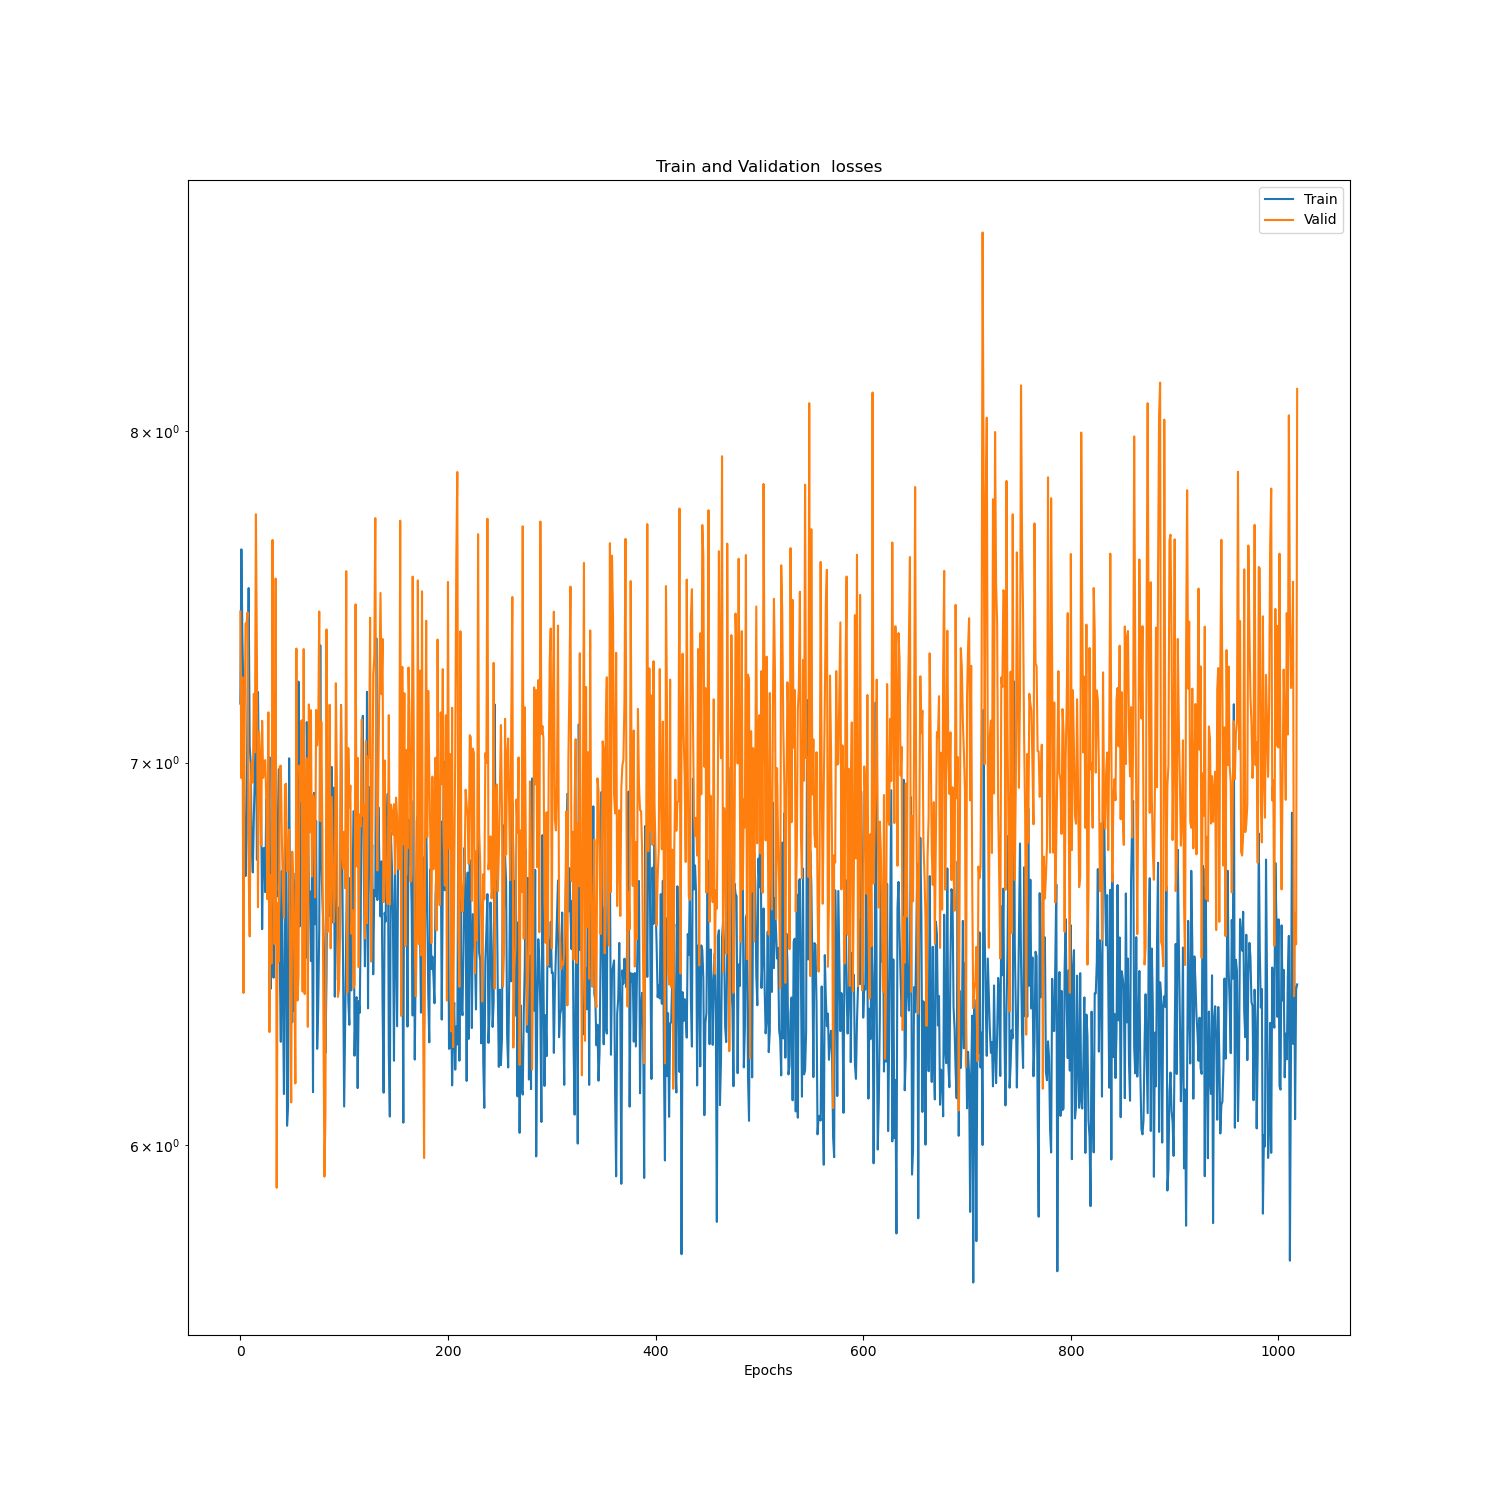 Train and Validation  losses
Train
Valid
8 × 10⁰
7 × 10⁰
6 × 10⁰
0 200 400 600 800 1000
Epochs